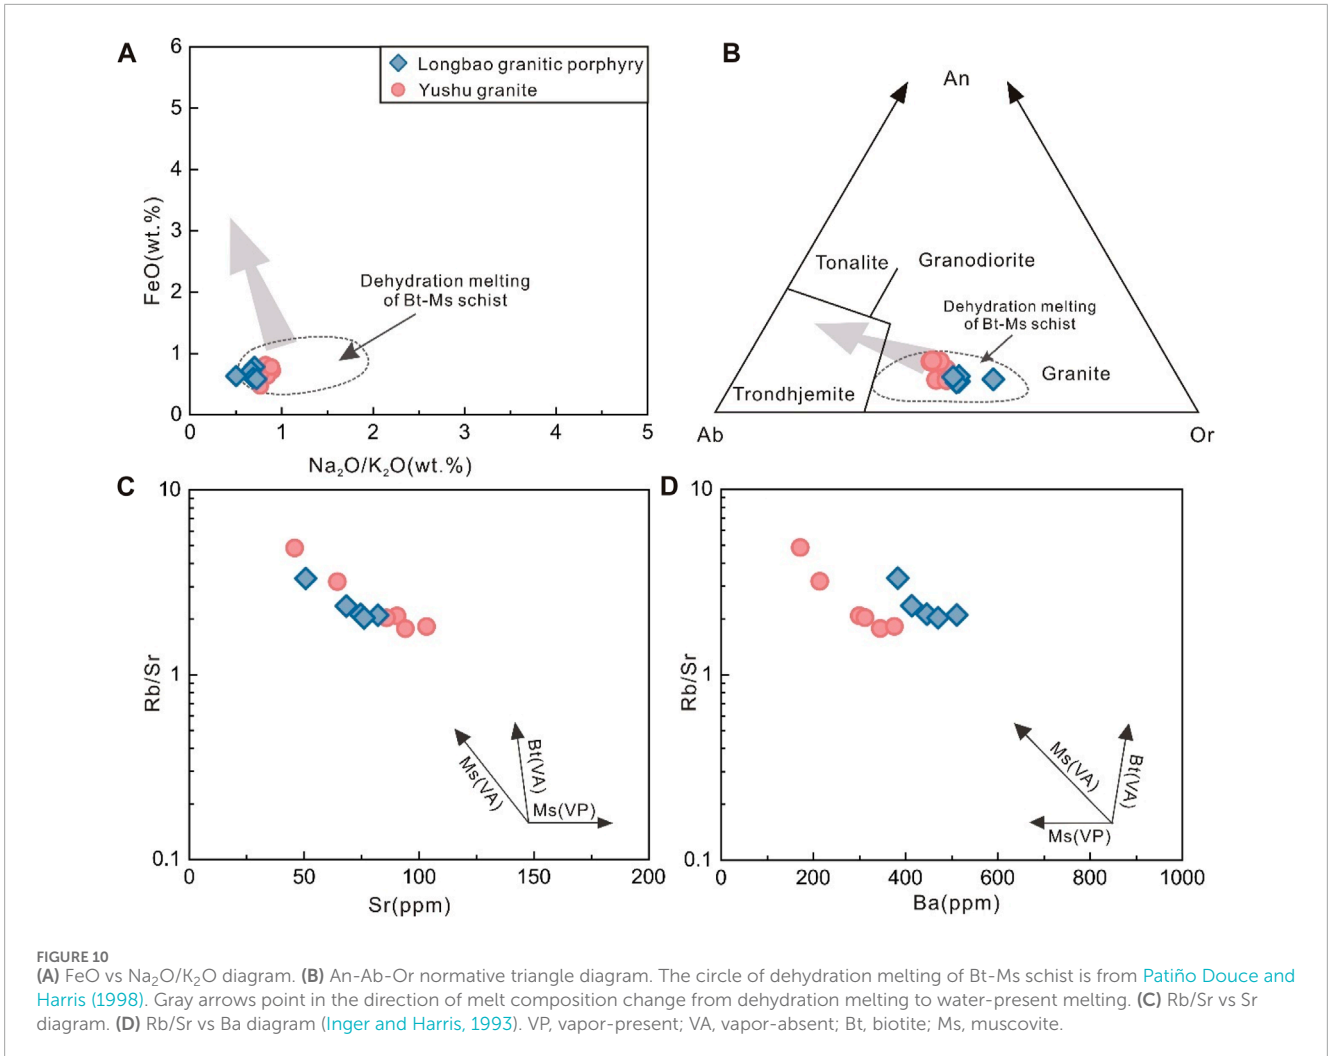 A
6
5
4
3
2
1
0
FeO(wt.%)
Longbao granitic porphyry
Yushu granite
Dehydration melting
of Bt-Ms schist
0
1
2
3
4
5
Na₂O/K₂O(wt.%)
B
An
Tonalite
Granodiorite
Dehydration melting
of Bt-Ms schist
Granite
Trondhjemite
Ab
Or
C
10
1
0.1
Rb/Sr
Ms(VA)
Bt(VA)
Ms(VP)
0
50
100
150
200
Sr(ppm)
D
10
1
0.1
Rb/Sr
Ms(VA)
Bt(VA)
Ms(VP)
0
200
400
600
800
1000
Ba(ppm)
FIGURE 10
(A) FeO vs Na₂O/K₂O diagram. (B) An-Ab-Or normative triangle diagram. The circle of dehydration melting of Bt-Ms schist is from Patiño Douce and
Harris (1998). Gray arrows point in the direction of melt composition change from dehydration melting to water-present melting. (C) Rb/Sr vs Sr
diagram. (D) Rb/Sr vs Ba diagram (Inger and Harris, 1993). VP, vapor-present; VA, vapor-absent; Bt, biotite; Ms, muscovite.